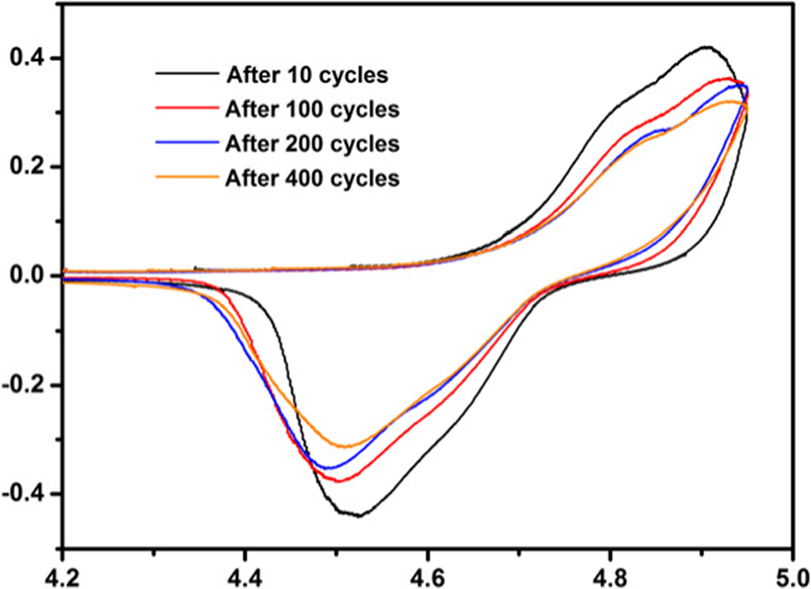 0.4
After 10 cycles
After 100 cycles
After 200 cycles
After 400 cycles
0.2
0.0
-0.2
-0.4
4.2 4.4 4.6 4.8 5.0